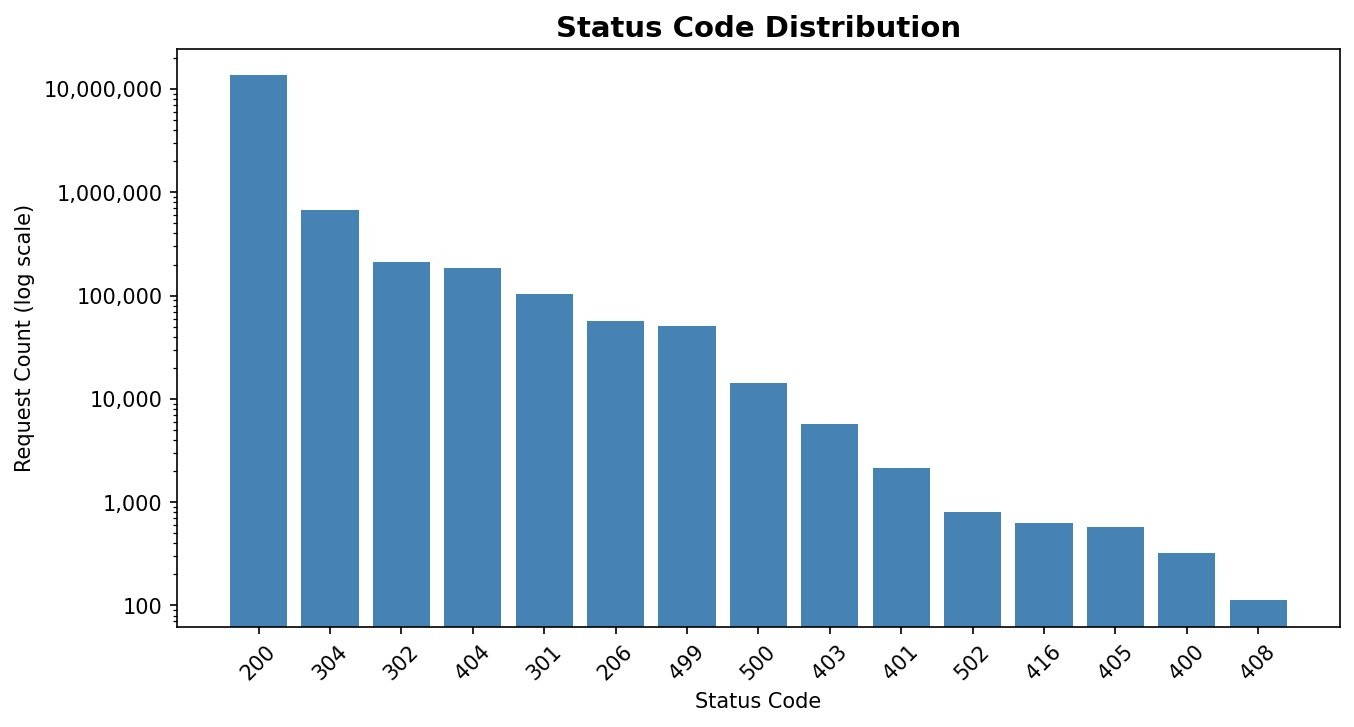 Status Code Distribution
Request Count (log scale)
10,000,000
1,000,000
100,000
10,000
1,000
100
200 304 302 404 301 206 499 500 403 401 502 416 405 400 408
Status Code